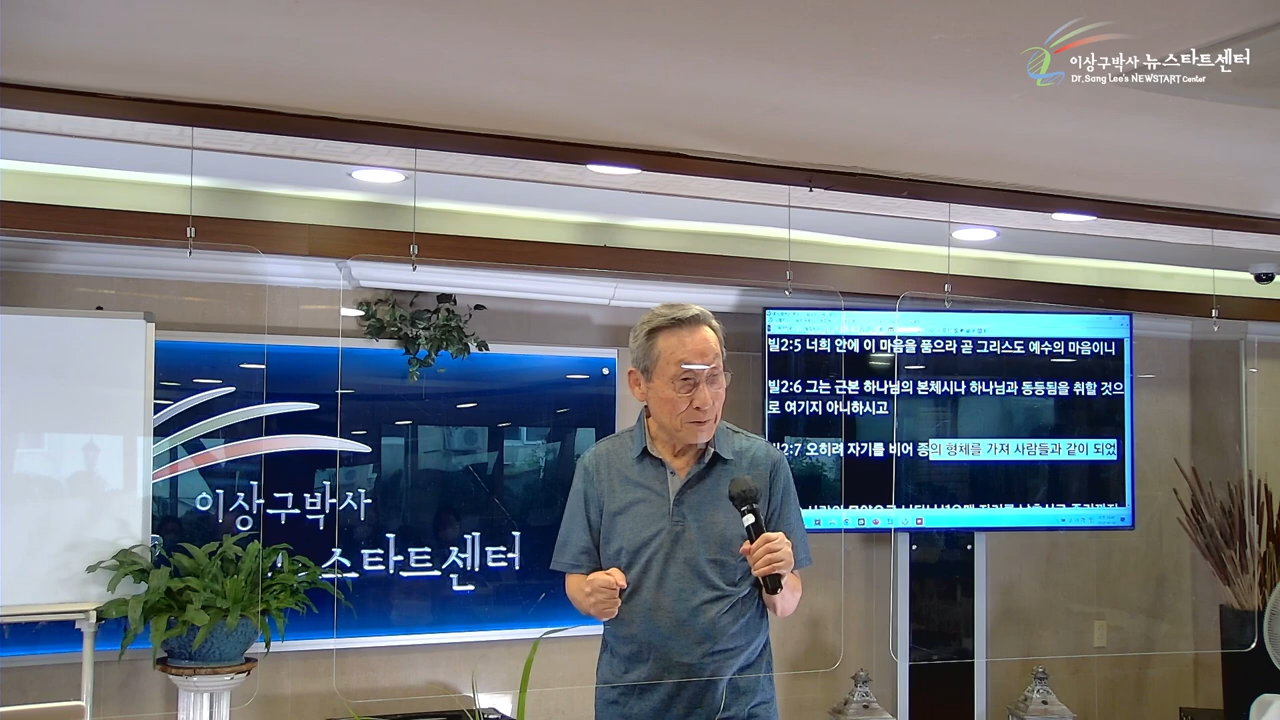 이상구박사 뉴스타트센터
Dr. Sang Lee's NEWSTART Center
빌2:5 너희 안에 이 마음을 품으라 곧 그리스도 예수의 마음이니
빌2:6 그는 근본 하나님의 본체시나 하나님과 동등됨을 취할 것으
로 여기지 아니하시고
빌2:7 오히려 자기를 비어 종의 형체를 가져 사람들과 같이 되었
이상구박사
스타트센터